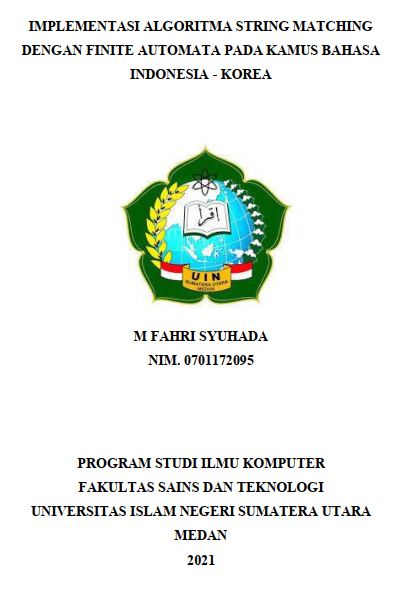 IMPLEMENTASI ALGORITMA STRING MATCHING
DENGAN FINITE AUTOMATA PADA KAMUS BAHASA
INDONESIA - KOREA
اقرأ
UIN
SUMATERA UTARA
MEDAN
M FAHRI SYUHADA
NIM. 0701172095
PROGRAM STUDI ILMU KOMPUTER
FAKULTAS SAINS DAN TEKNOLOGI
UNIVERSITAS ISLAM NEGERI SUMATERA UTARA
MEDAN
2021